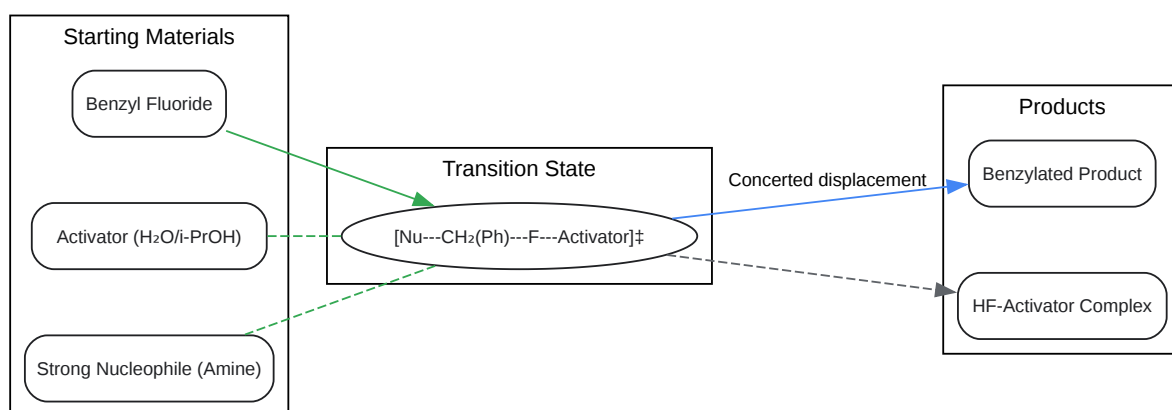 Starting Materials
Benzyl Fluoride
Activator (H₂O/i-PrOH)
Strong Nucleophile (Amine)
Transition State
[Nu---CH₂(Ph)---F---Activator]‡
Concerted displacement
Products
Benzylated Product
HF-Activator Complex